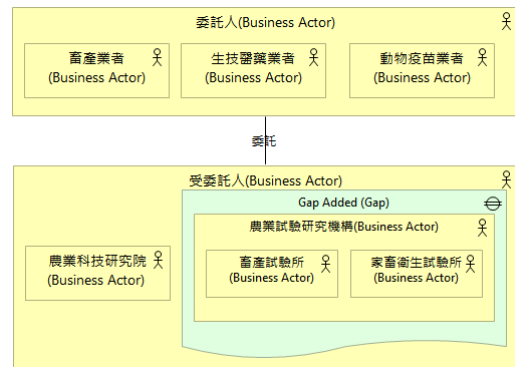 委託人(Business Actor)
畜產業者
(Business Actor)
生技醫藥業者
(Business Actor)
動物疫苗業者
(Business Actor)
委託
受委託人(Business Actor)
Gap Added (Gap)
農業試驗研究機構(Business Actor)
農業科技研究院
(Business Actor)
畜產試驗所
(Business Actor)
家畜衛生試驗所
(Business Actor)